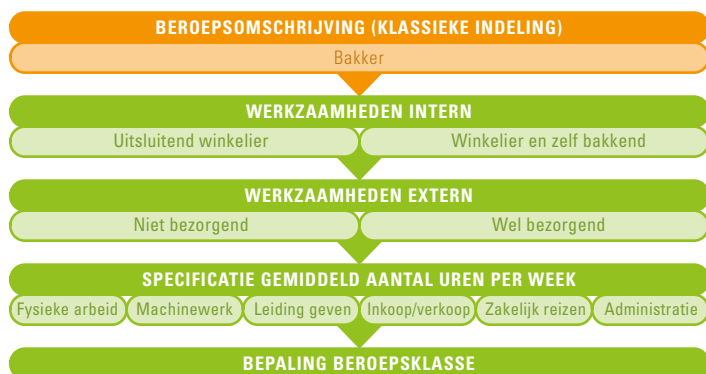 BEROEPSOMSCHRIJVING (KLASSIEKE INDELING)
Bakker
WERKZAAMHEDEN INTERN
Uitsluitend winkelier Winkelier en zelf bakkend
WERKZAAMHEDEN EXTERN
Niet bezorgend Wel bezorgend
SPECIFICATIE GEMIDDELD AANTAL UREN PER WEEK
Fysieke arbeid Machinewerk Leiding geven Inkoop/verkoop Zakelijk reizen Administratie
BEPALING BEROEPSKLASSE